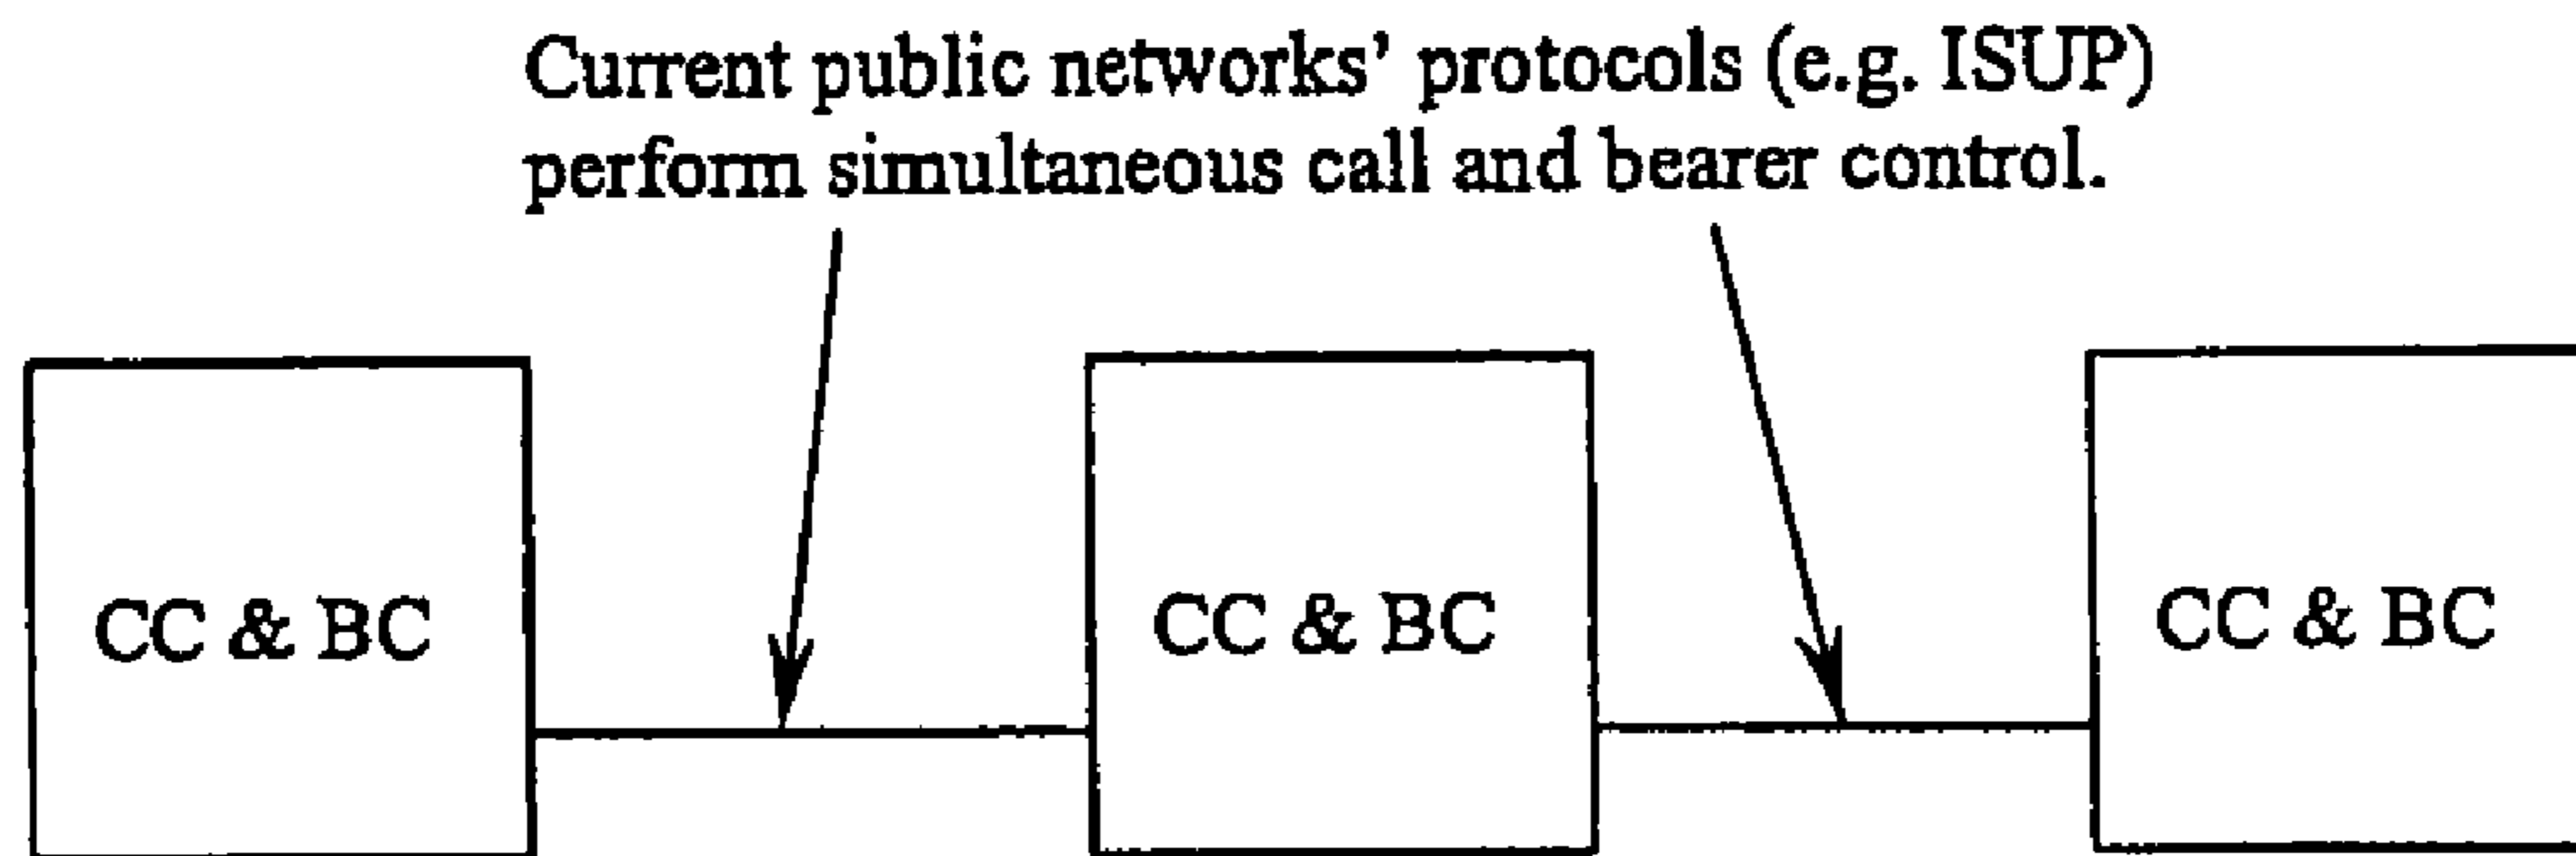 Current public networks’ protocols (e.g. ISUP)
perform simultaneous call and bearer control.
CC & BC
CC & BC
CC & BC